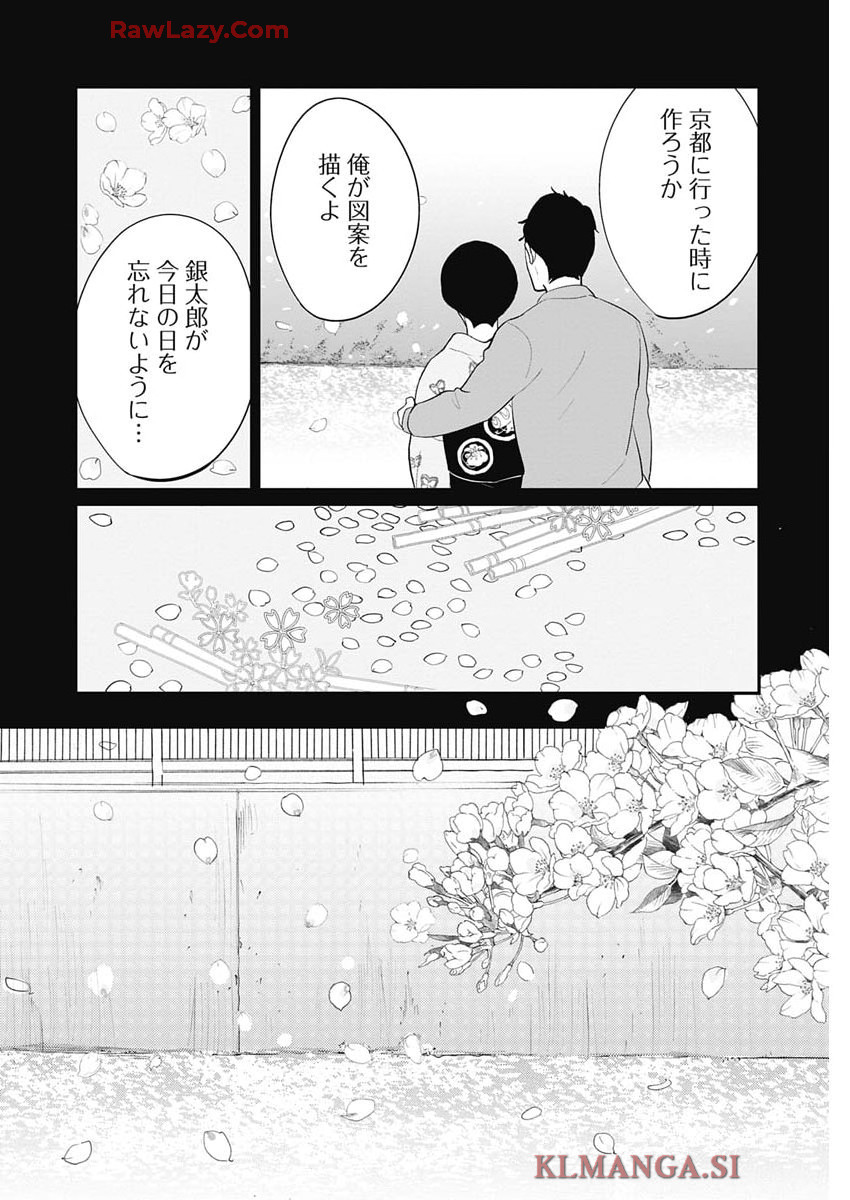 RawLazy.Com
京都に行った時に
作ろうか
俺が図案を
描くよ
銀太郎が
今日の日を
忘れないように…
KLMANGA.SI